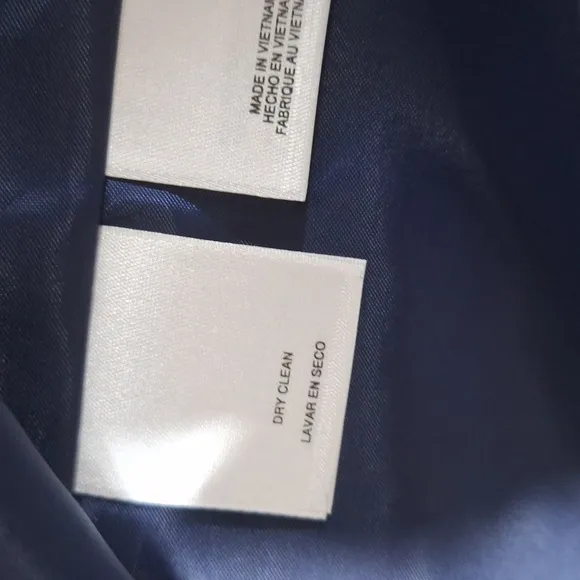 MADE IN VIETNAM
HECHO EN VIETNA
FABRIQUE AU VIETNA
DRY CLEAN
LAVAR EN SECO